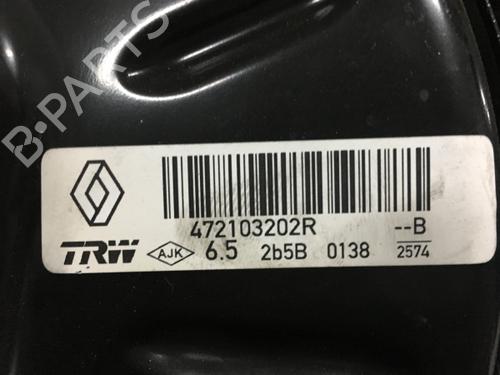 B-PARTS
472103202R
--B
TRW
AJK
6.5
2b5B
0138
2574